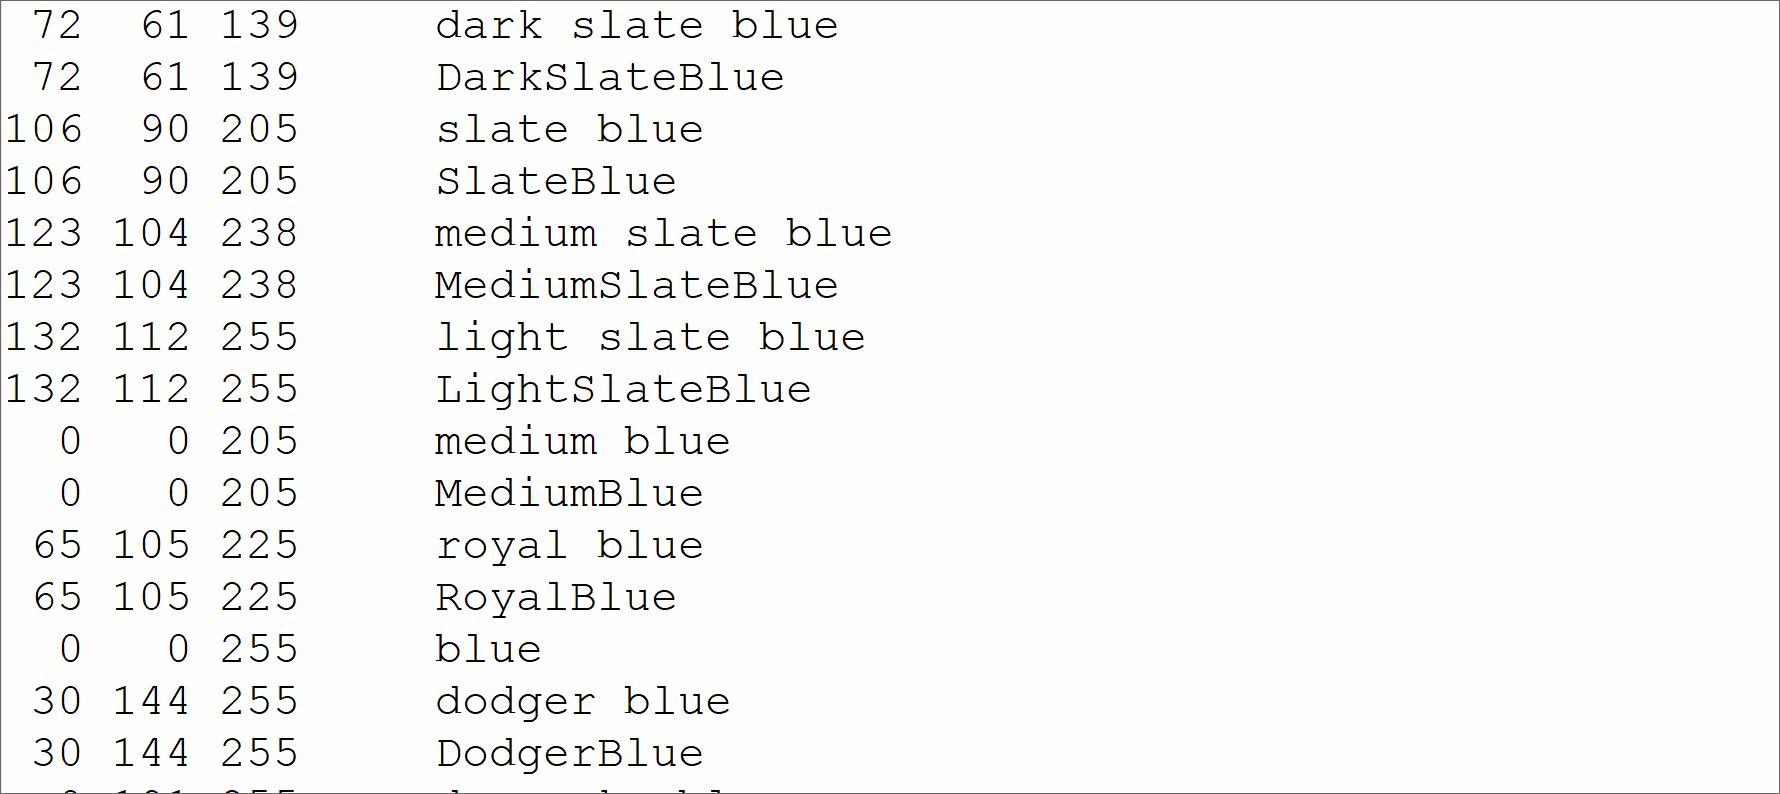 72  61 139     dark slate blue
 72  61 139     DarkSlateBlue
106  90 205     slate blue
106  90 205     SlateBlue
123 104 238     medium slate blue
123 104 238     MediumSlateBlue
132 112 255     light slate blue
132 112 255     LightSlateBlue
  0   0 205     medium blue
  0   0 205     MediumBlue
 65 105 225     royal blue
 65 105 225     RoyalBlue
  0   0 255     blue
 30 144 255     dodger blue
 30 144 255     DodgerBlue